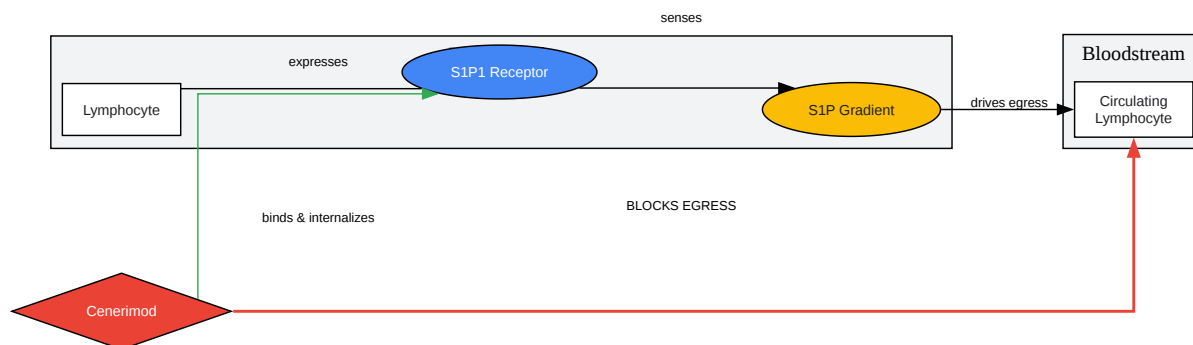 senses
Bloodstream
expresses
S1P1 Receptor
Lymphocyte
S1P Gradient
drives egress
Circulating
Lymphocyte
binds & internalizes
BLOCKS EGRESS
Cenerimod